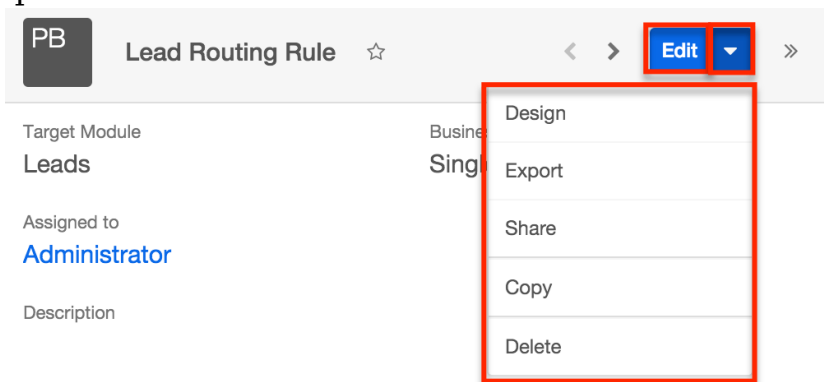 PB
Lead Routing Rule
Edit
Target Module
Leads
Assigned to
Administrator
Description
Design
Export
Share
Copy
Delete